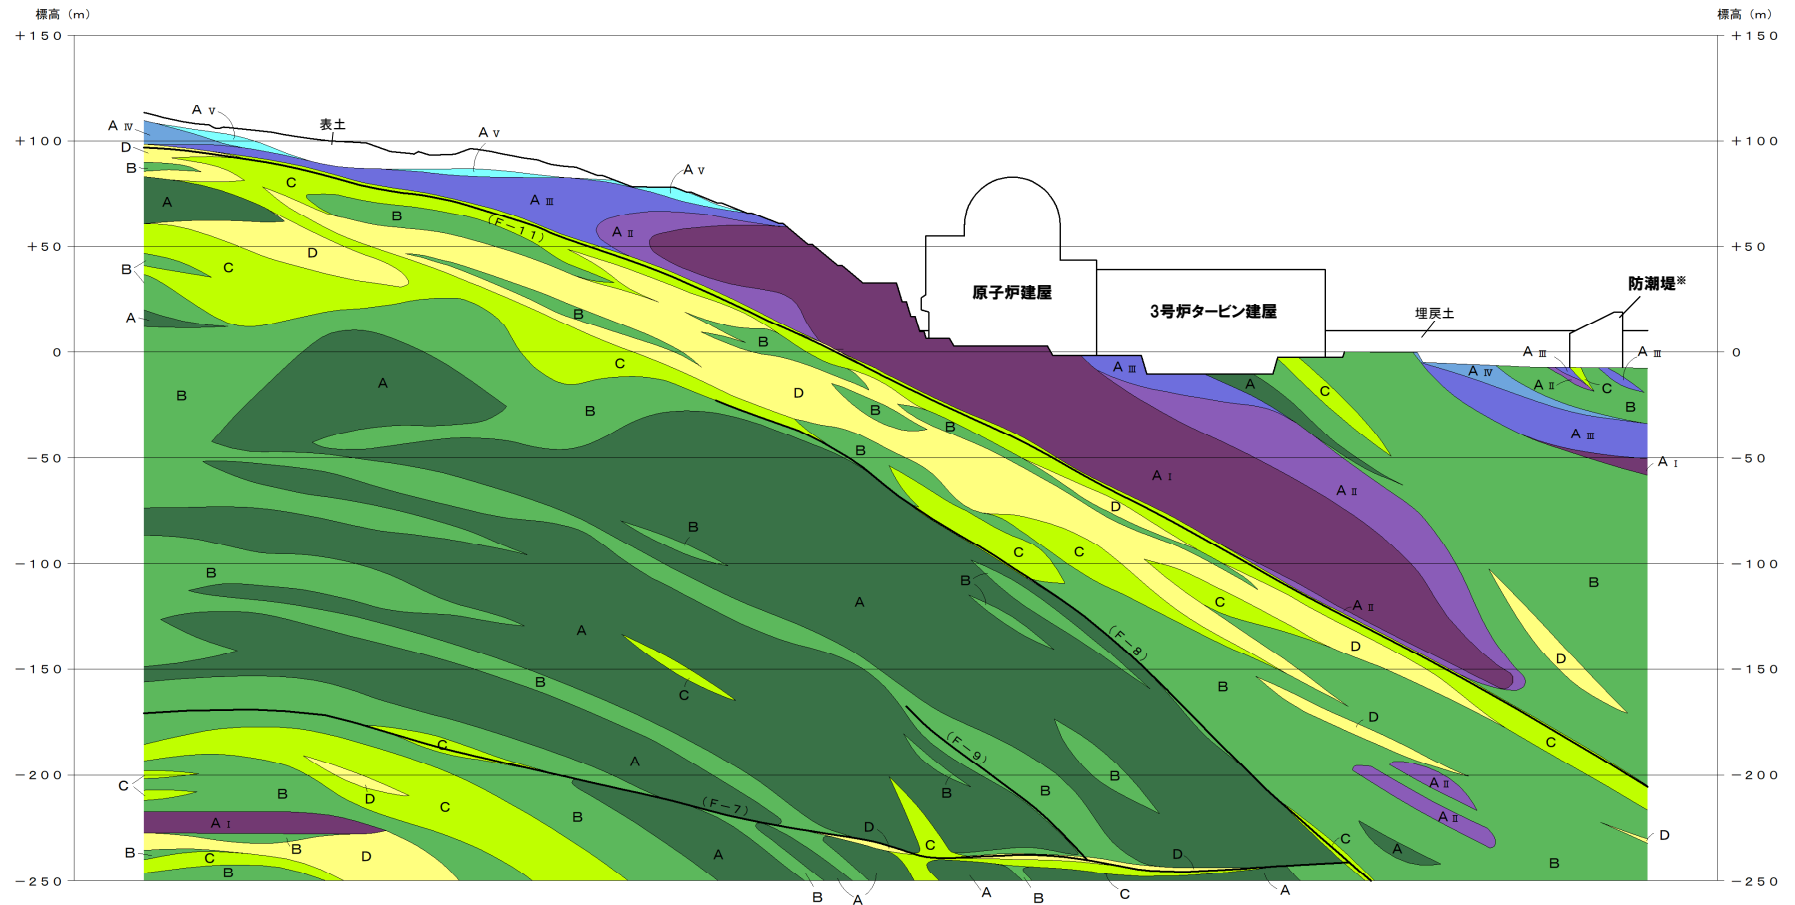 標高（m）
標高（m）
＋１５０
＋１５０
Ａ Ⅴ
表土
Ａ Ⅳ
Ａ Ⅴ
＋１００
＋１００
D
B
Ａ Ⅴ
C
A
Ａ Ⅲ
B
(F－11)
Ａ Ⅱ
＋５０
＋５０
D
B
C
原子炉建屋
3号炉タービン建屋
防潮堤※
埋戻土
A
B
B
０
０
C
A
Ａ Ⅲ
Ａ Ⅲ
Ａ Ⅲ
Ａ Ⅳ
Ａ Ⅱ
C
A
C
B
D
B
B
B
B
B
Ａ Ⅲ
－５０
－５０
Ａ Ⅰ
Ａ Ⅰ
Ａ Ⅱ
D
B
C
C
－１００
－１００
B
B
B
A
C
Ａ Ⅱ
A
(F－8)
D
D
－１５０
－１５０
B
C
B
D
(F－9)
C
C
A
－２００
－２００
C
B
D
C
B
B
B
Ａ Ⅱ
(F－7)
Ａ Ⅰ
B
Ａ Ⅱ
D
D
B
B
C
D
A
C
D
C
A
B
B
－２５０
－２５０
B
A
A
B
C
A